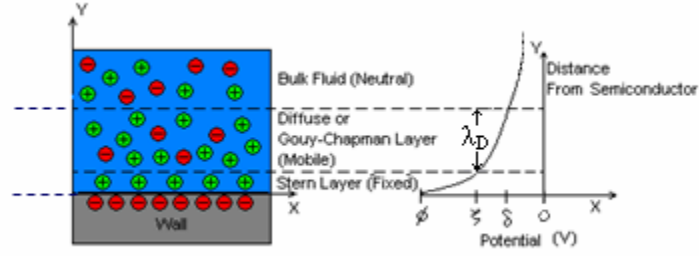 Y
Bulk Fluid (Neutral)
Diffuse or
Gouy-Chapman Layer
(Mobile)
Stern Layer (Fixed)
X
Wall
Y
Distance
From Semiconductor
λD
X
ϕ ζ δ 0
Potential (V)